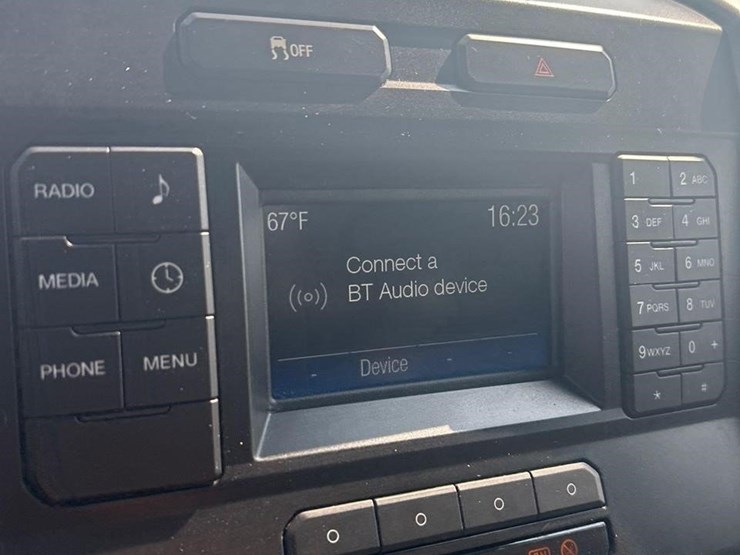 OFF
RADIO
MEDIA
PHONE MENU
67°F 16:23
Connect a
BT Audio device
Device
1 2 ABC
3 DEF 4 GHI
5 JKL 6 MNO
7 PQRS 8 TUV
9 WXYZ 0 +
* #